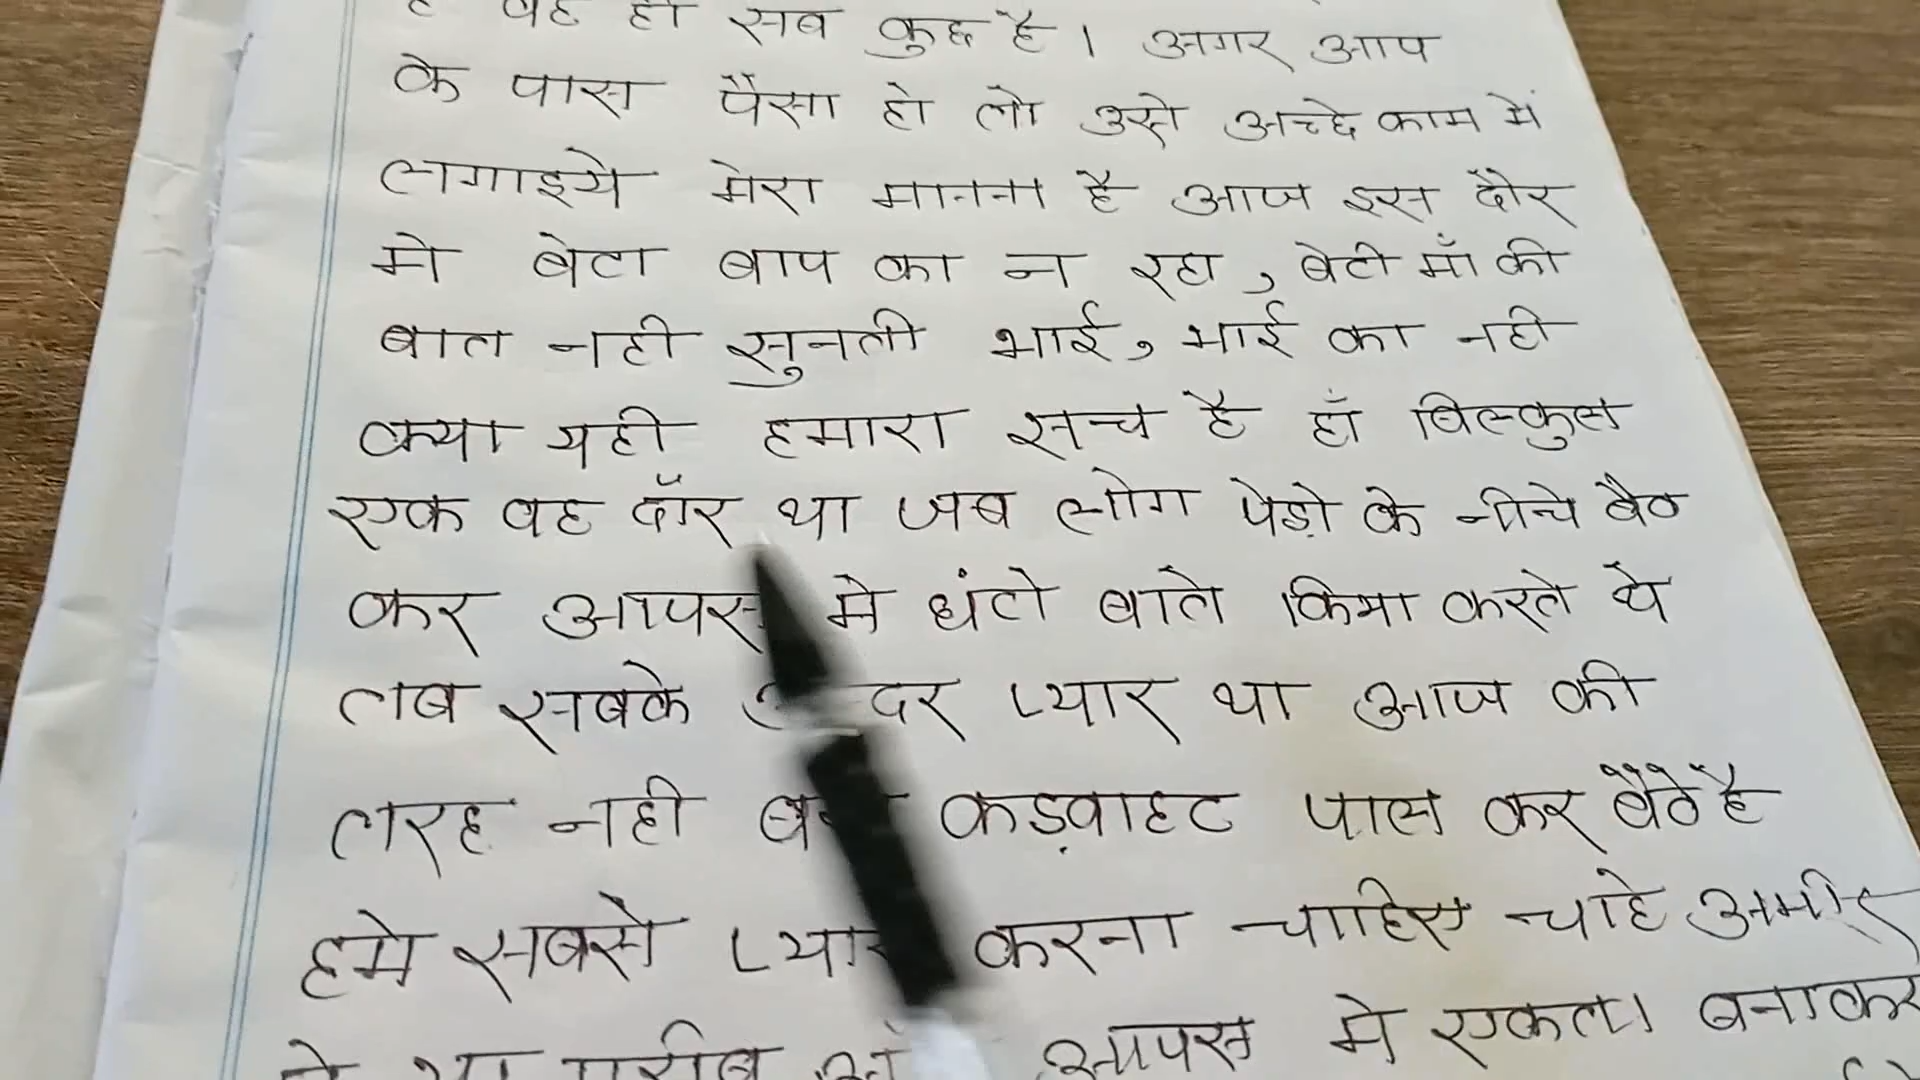 वह ही सब कुछ है। अगर आप
के पास पैसा हो तो उसे अच्छे काम में
लगाइये मेरा मानना है आज इस दौर
मे बेटा बाप का न रहा, बेटी माँ की
बात नही सुनती भाई, भाई का नही
क्या यही हमारा सच है हाँ बिल्कुल
एक वह दौर था जब लोग पेड़ो के नीचे बैठ
कर आपस मे घंटो बाते किया करते थे
तब सबके प्यार था आज की
तरह नही कड़वाहट पाल कर बैठे है
हमे सबसे प्यार करना चाहिए चाहे अमीर
आपस मे एकता बनाकर